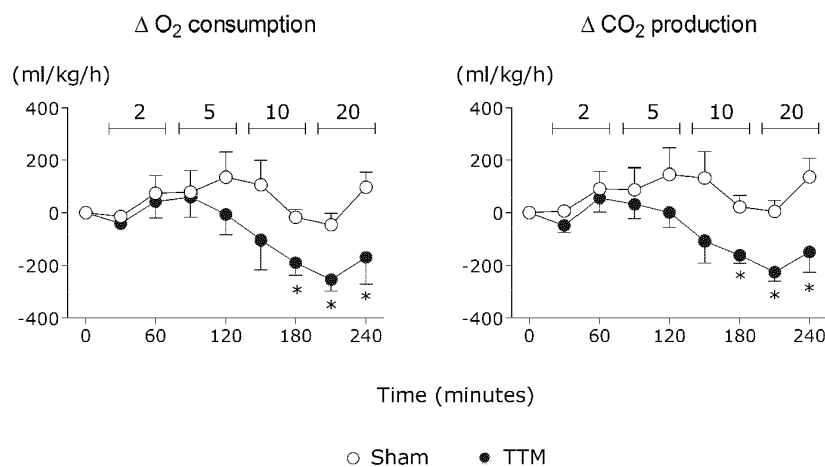 Δ O₂ consumption
Δ CO₂ production
(ml/kg/h)
(ml/kg/h)
400
2
5
10
20
200
0
-200
-400
* * *
0 60 120 180 240
400
2
5
10
20
200
0
-200
-400
* * *
0 60 120 180 240
Time (minutes)
Sham
TTM